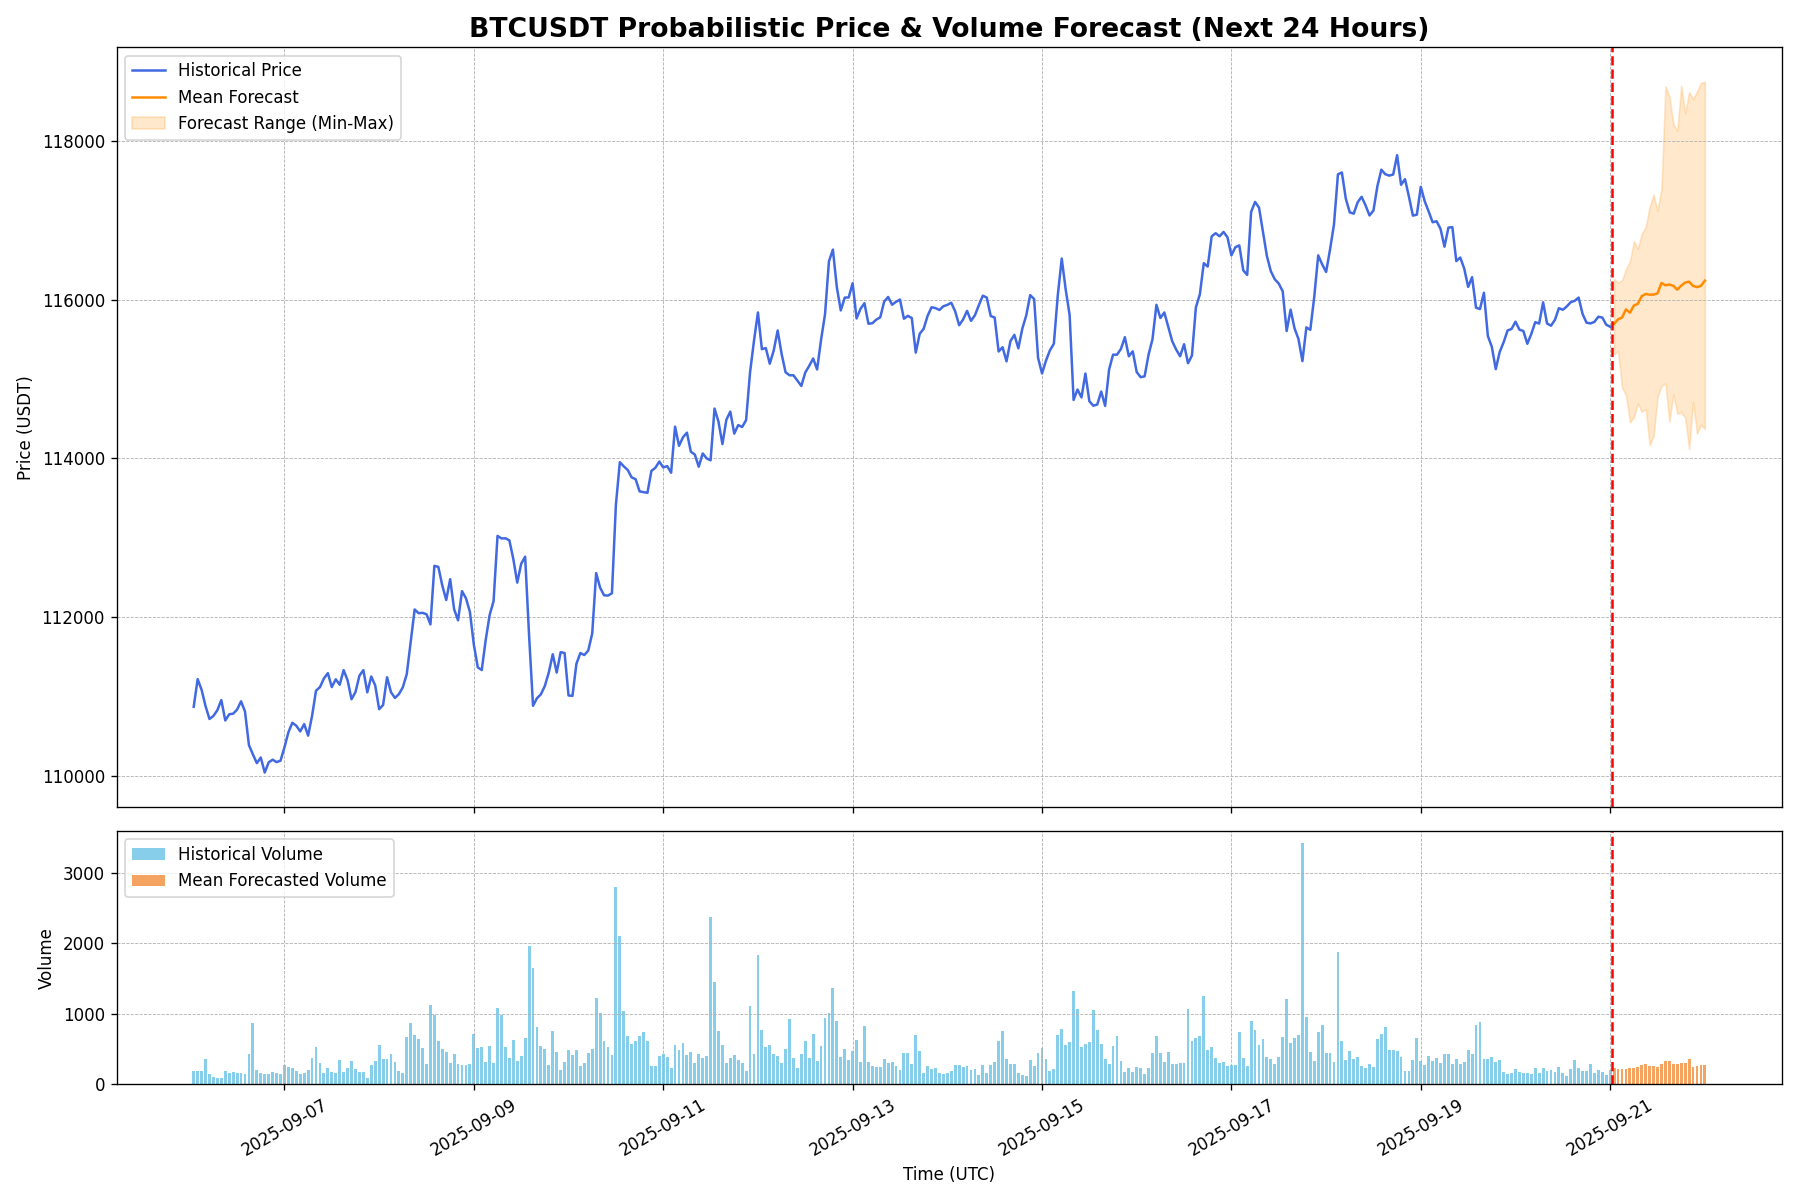 BTCUSDT Probabilistic Price & Volume Forecast (Next 24 Hours)
Historical Price
Mean Forecast
Forecast Range (Min-Max)
118000
116000
114000
112000
110000
Price (USDT)
Historical Volume
Mean Forecasted Volume
3000
2000
1000
0
Volume
2025-09-07
2025-09-09
2025-09-11
2025-09-13
2025-09-15
2025-09-17
2025-09-19
2025-09-21
Time (UTC)